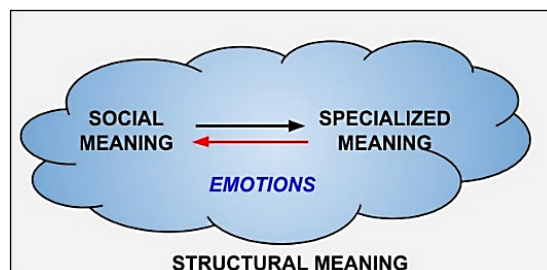 SOCIAL
MEANING
SPECIALIZED
MEANING
EMOTIONS
STRUCTURAL MEANING